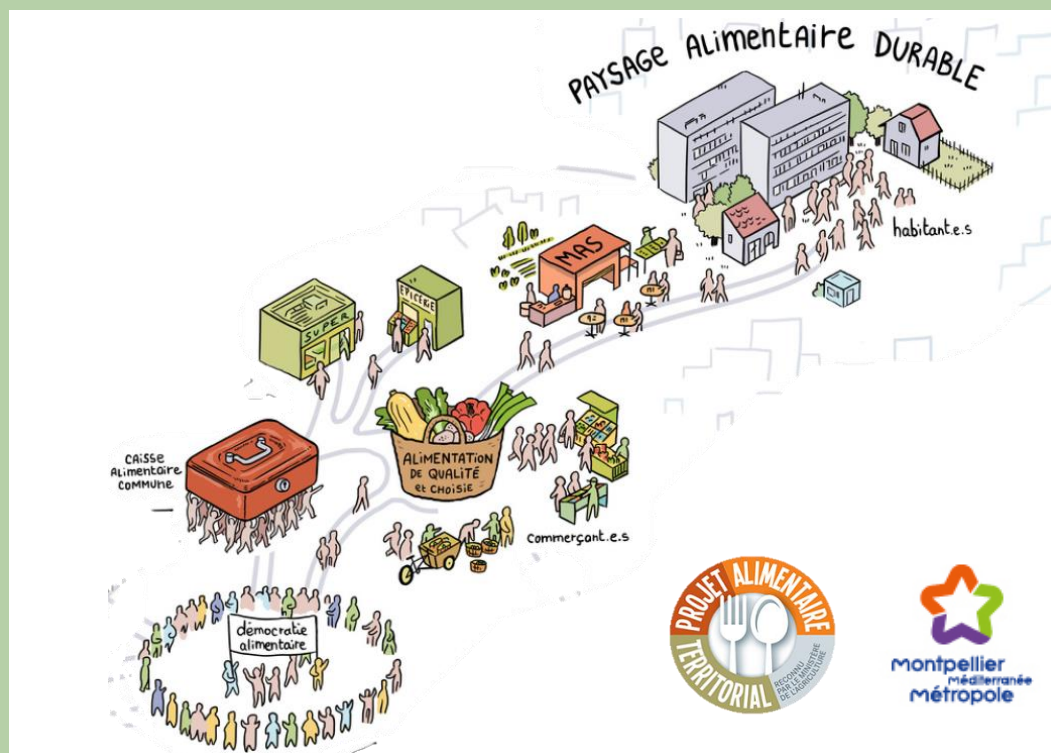 PAYSAGE ALIMENTAIRE DURABLE
habitant.e.s
MAS
EPICERIE
SUPER
CAISSE
ALIMENTAIRE
COMMUNE
ALIMENTATION
DE QUALITÉ
et CHOISIE
commerçant.e.s
démocratie
alimentaire
PROJET ALIMENTAIRE
TERRITORIAL
RECONNU
PAR LE MINISTÈRE
DE L'AGRICULTURE
montpellier
méditerranée
métropole